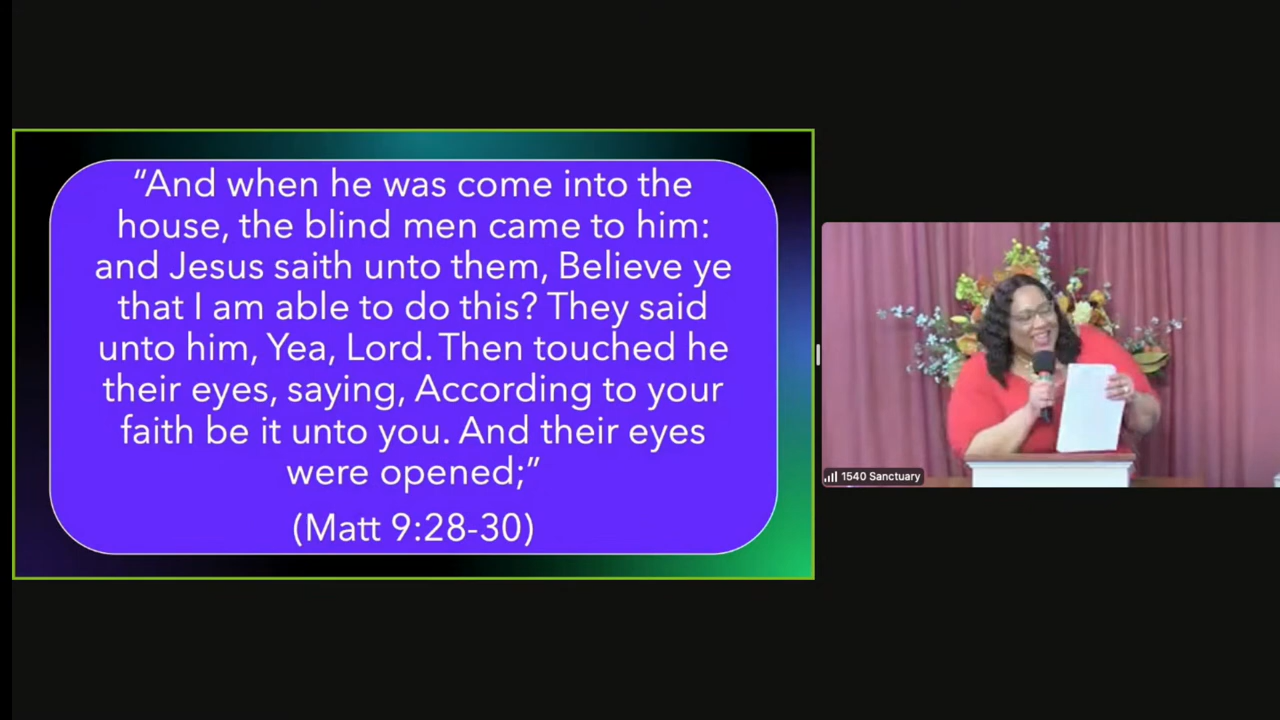 “And when he was come into the
house, the blind men came to him:
and Jesus saith unto them, Believe ye
that I am able to do this? They said
unto him, Yea, Lord. Then touched he
their eyes, saying, According to your
faith be it unto you. And their eyes
were opened;”
(Matt 9:28-30)
1540 Sanctuary